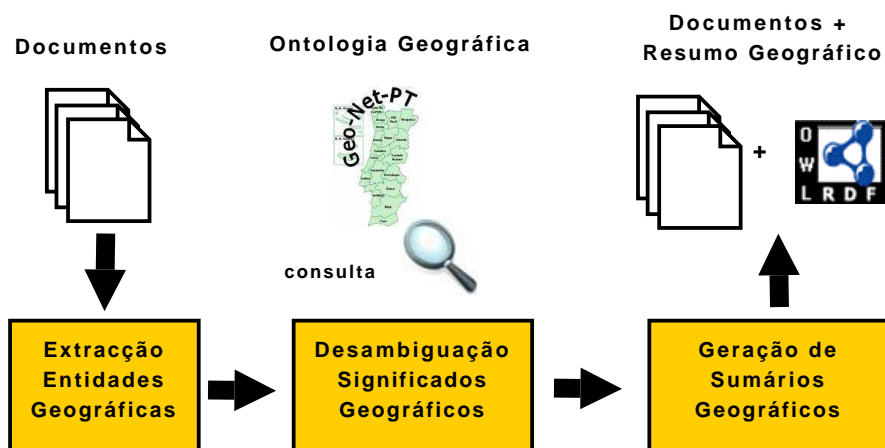 Documentos
Ontologia Geográfica
Documentos +
Resumo Geográfico
Geo-Net-PT
+
O
W
L R D F
consulta
Extracção
Entidades
Geográficas
Desambiguação
Significados
Geográficos
Geração de
Sumários
Geográficos